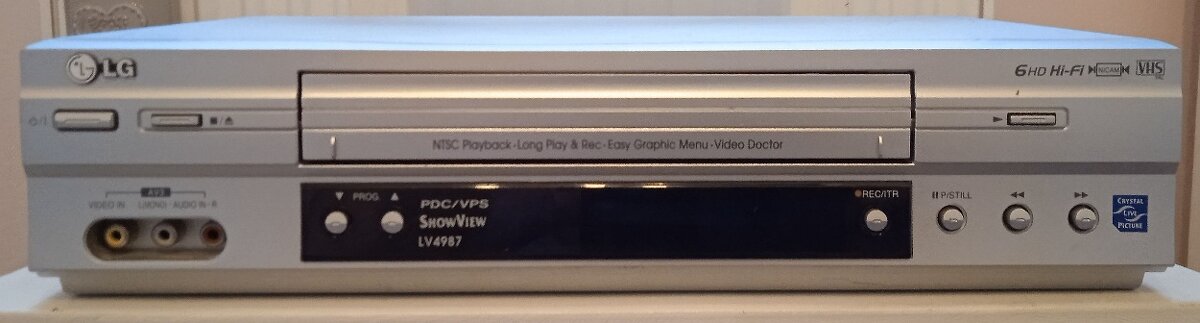 LG
6HD Hi-Fi NICAM VHS
■/▲
►
NTSC Playback·Long Play & Rec·Easy Graphic Menu·Video Doctor
AV3
VIDEO IN L(MONO) AUDIO IN R
▼ PROG. ▲
PDC/VPS
SHOWVIEW
LV4987
REC/ITR
P/STILL
◄◄
►►
CRYSTAL
LIVE
PICTURE